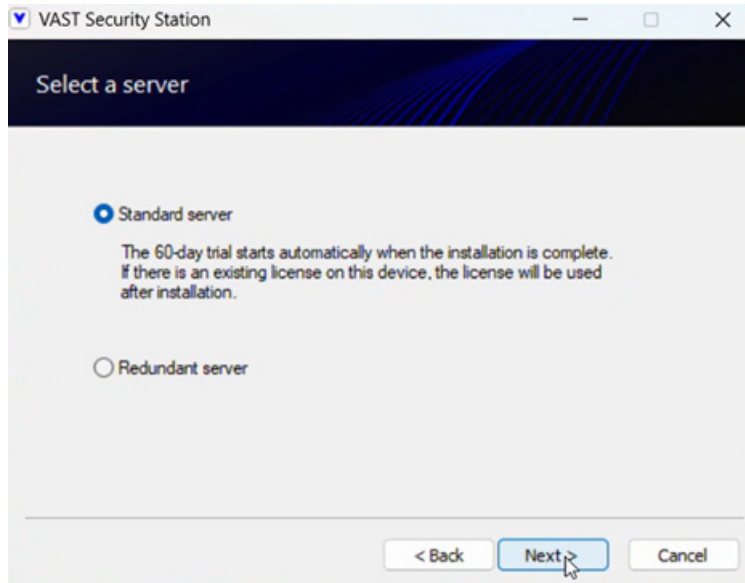 VAST Security Station
Select a server
Standard server
The 60-day trial starts automatically when the installation is complete.
If there is an existing license on this device, the license will be used
after installation.
Redundant server
< Back Next > Cancel